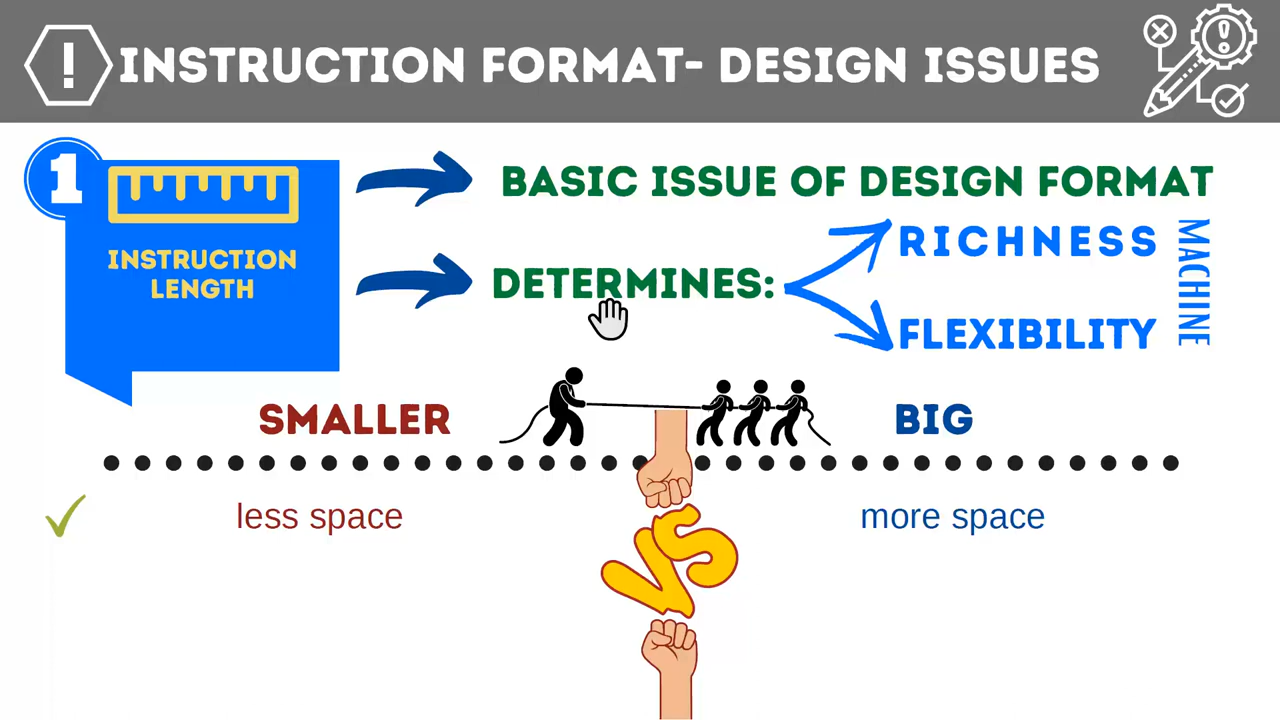 INSTRUCTION FORMAT- DESIGN ISSUES
1
INSTRUCTION
LENGTH
BASIC ISSUE OF DESIGN FORMAT
DETERMINES:
RICHNESS
FLEXIBILITY
MACHINE
SMALLER
BIG
less space
more space
VS